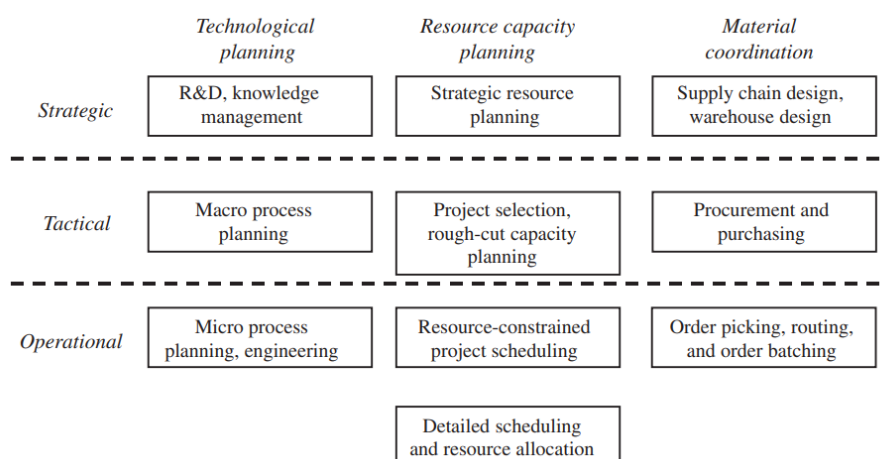 Technological
planning
Resource capacity
planning
Material
coordination
Strategic
R&D, knowledge
management
Strategic resource
planning
Supply chain design,
warehouse design
Tactical
Macro process
planning
Project selection,
rough-cut capacity
planning
Procurement and
purchasing
Operational
Micro process
planning, engineering
Resource-constrained
project scheduling
Order picking, routing,
and order batching
Detailed scheduling
and resource allocation